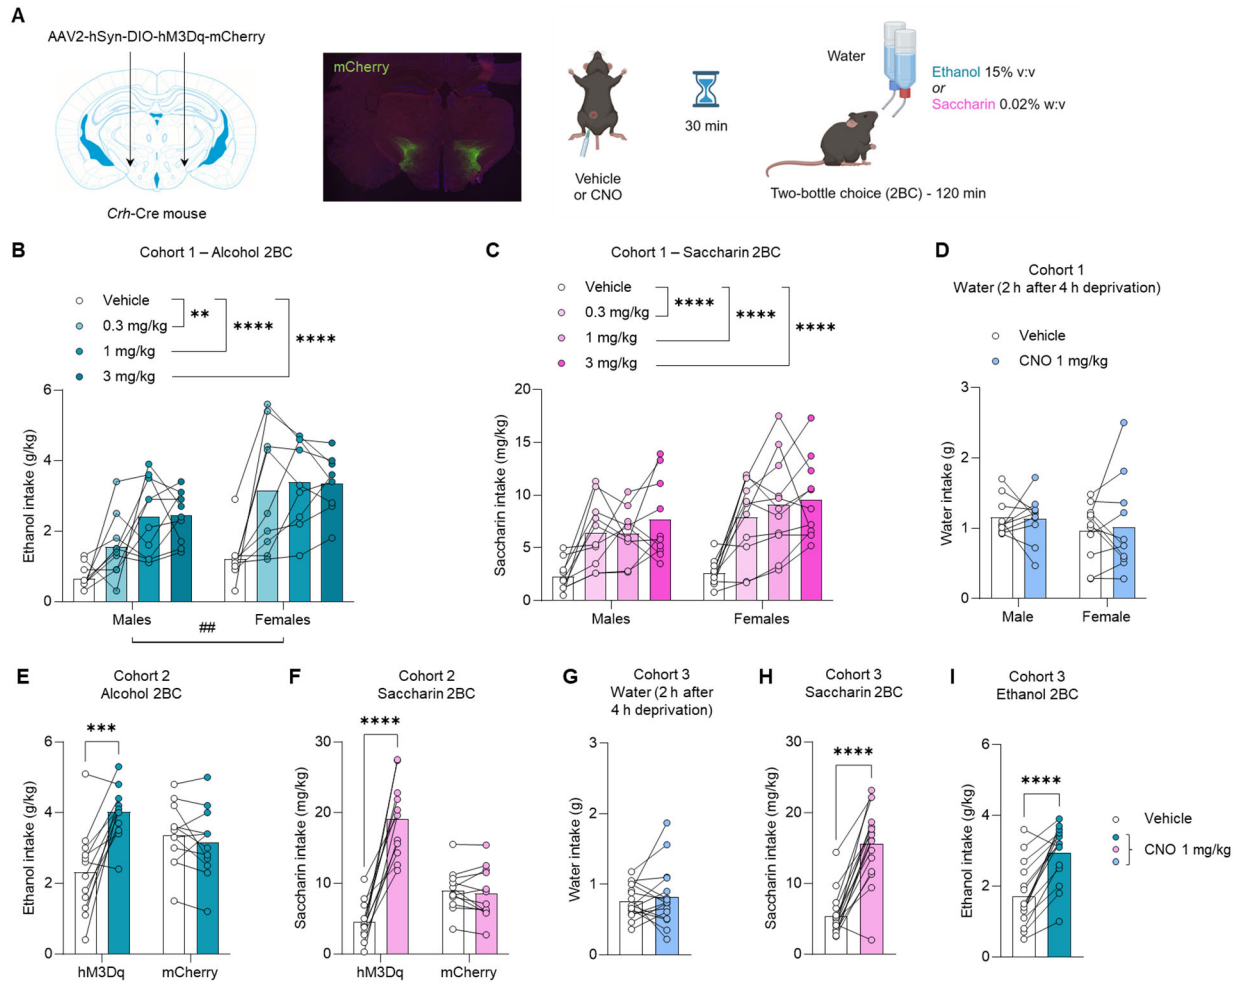 A
AAV2-hSyn-DIO-hM3Dq-mCherry
Crh-Cre mouse
mCherry
Vehicle
or CNO
30 min
Water
Ethanol 15% v:v
or
Saccharin 0.02% w:v
Two-bottle choice (2BC) - 120 min
B
Cohort 1 – Alcohol 2BC
Vehicle
0.3 mg/kg
1 mg/kg
3 mg/kg
**
****
****
Ethanol intake (g/kg)
6
4
2
0
Males
Females
##
C
Cohort 1 – Saccharin 2BC
Vehicle
0.3 mg/kg
1 mg/kg
3 mg/kg
****
****
****
Saccharin intake (mg/kg)
20
15
10
5
0
Males
Females
D
Cohort 1
Water (2 h after 4 h deprivation)
Vehicle
CNO 1 mg/kg
Water intake (g)
3
2
1
0
Male
Female
E
Cohort 2
Alcohol 2BC
***
Ethanol intake (g/kg)
6
4
2
0
hM3Dq
mCherry
F
Cohort 2
Saccharin 2BC
****
Saccharin intake (mg/kg)
30
20
10
0
hM3Dq
mCherry
G
Cohort 3
Water (2 h after
4 h deprivation)
Water intake (g)
3
2
1
0
H
Cohort 3
Saccharin 2BC
****
Saccharin intake (mg/kg)
30
20
10
0
I
Cohort 3
Ethanol 2BC
****
Ethanol intake (g/kg)
6
4
2
0
Vehicle
CNO 1 mg/kg